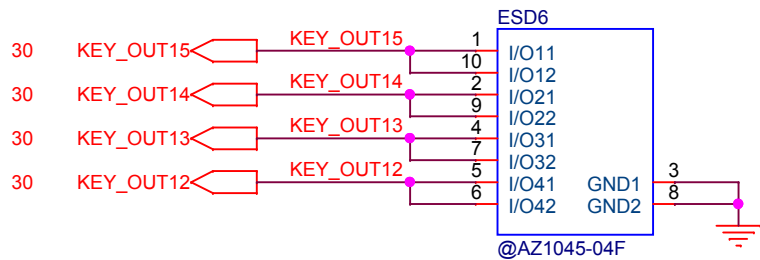 ESD6
30 KEY_OUT15 KEY_OUT15 1 I/O11
10 I/O12
30 KEY_OUT14 KEY_OUT14 2 I/O21
9 I/O22
30 KEY_OUT13 KEY_OUT13 4 I/O31
7 I/O32
30 KEY_OUT12 KEY_OUT12 5 I/O41 GND1 3
6 I/O42 GND2 8
@AZ1045-04F